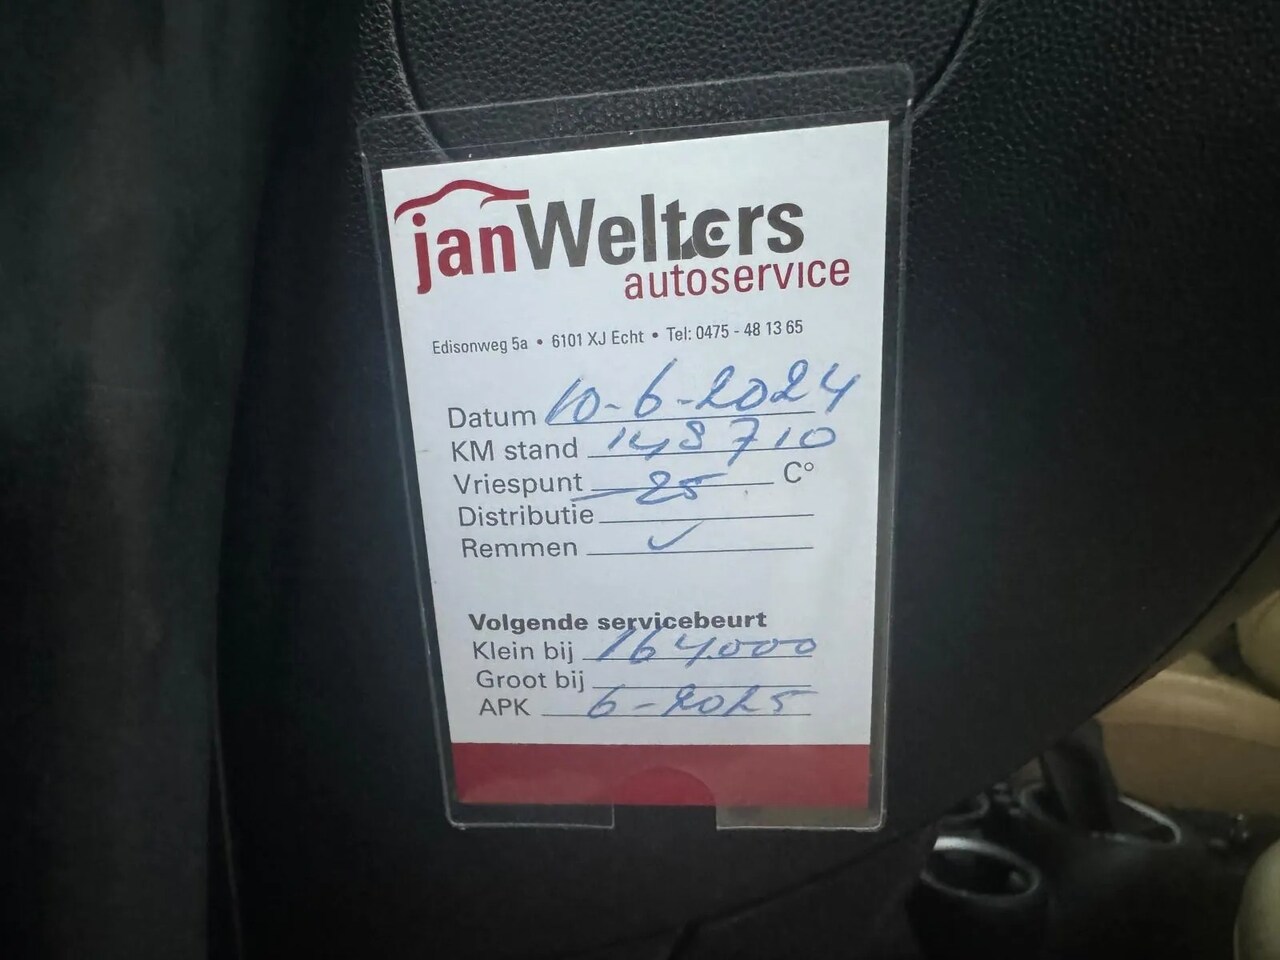 janWelters
autoservice
Edisonweg 5a • 6101 XJ Echt • Tel: 0475 - 48 13 65
Datum 10-6-2024
KM stand 148710
Vriespunt -25 C°
Distributie
Remmen ✓
Volgende servicebeurt
Klein bij 164.000
Groot bij
APK 6-2025